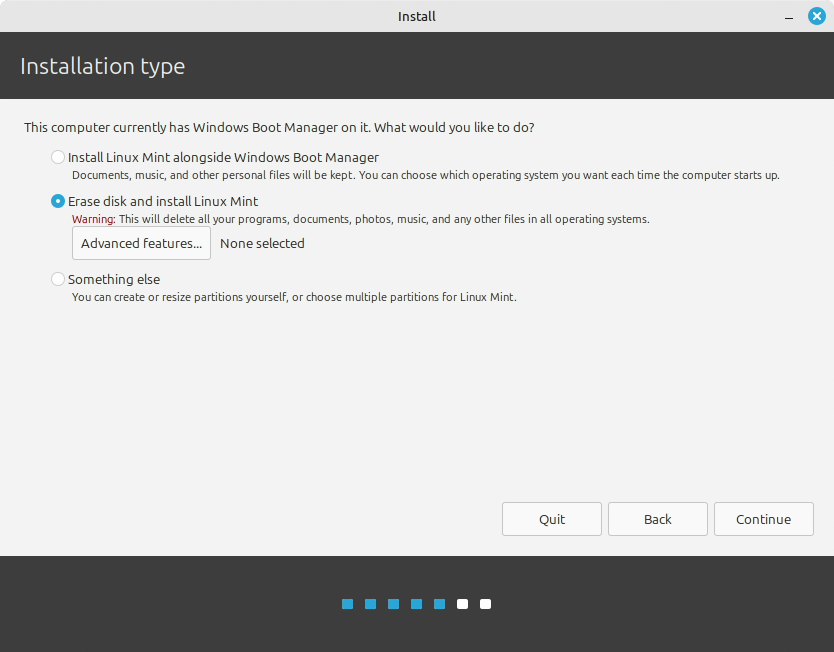 Install
Installation type
This computer currently has Windows Boot Manager on it. What would you like to do?
Install Linux Mint alongside Windows Boot Manager
Documents, music, and other personal files will be kept. You can choose which operating system you want each time the computer starts up.
Erase disk and install Linux Mint
Warning: This will delete all your programs, documents, photos, music, and any other files in all operating systems.
Advanced features... None selected
Something else
You can create or resize partitions yourself, or choose multiple partitions for Linux Mint.
Quit Back Continue